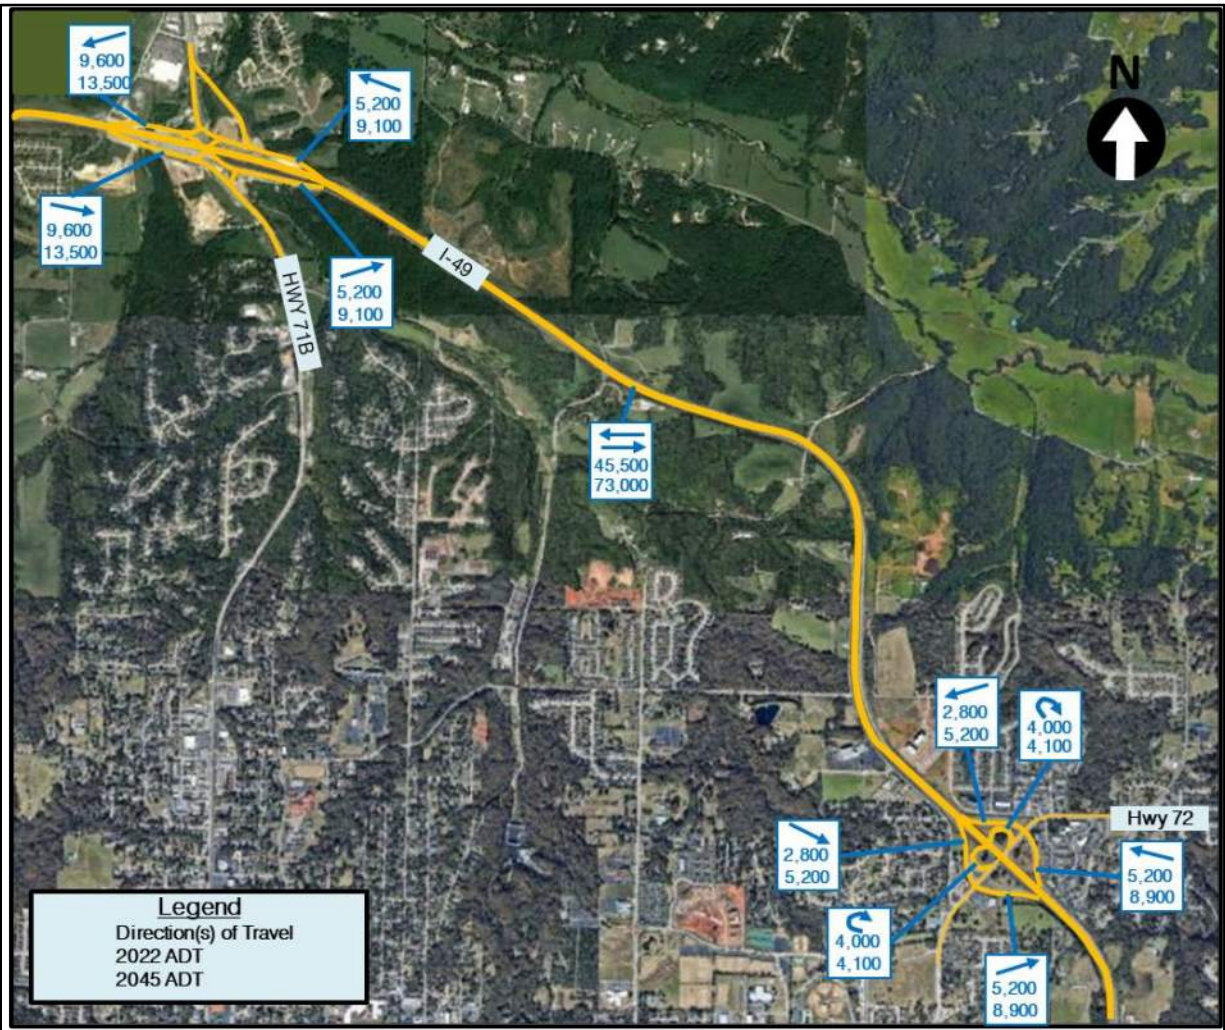 9,600
13,500
5,200
9,100
N
9,600
13,500
5,200
9,100
I-49
HWY 71B
45,500
73,000
2,800
5,200
4,000
4,100
Hwy 72
2,800
5,200
5,200
8,900
4,000
4,100
5,200
8,900
Legend
Direction(s) of Travel
2022 ADT
2045 ADT